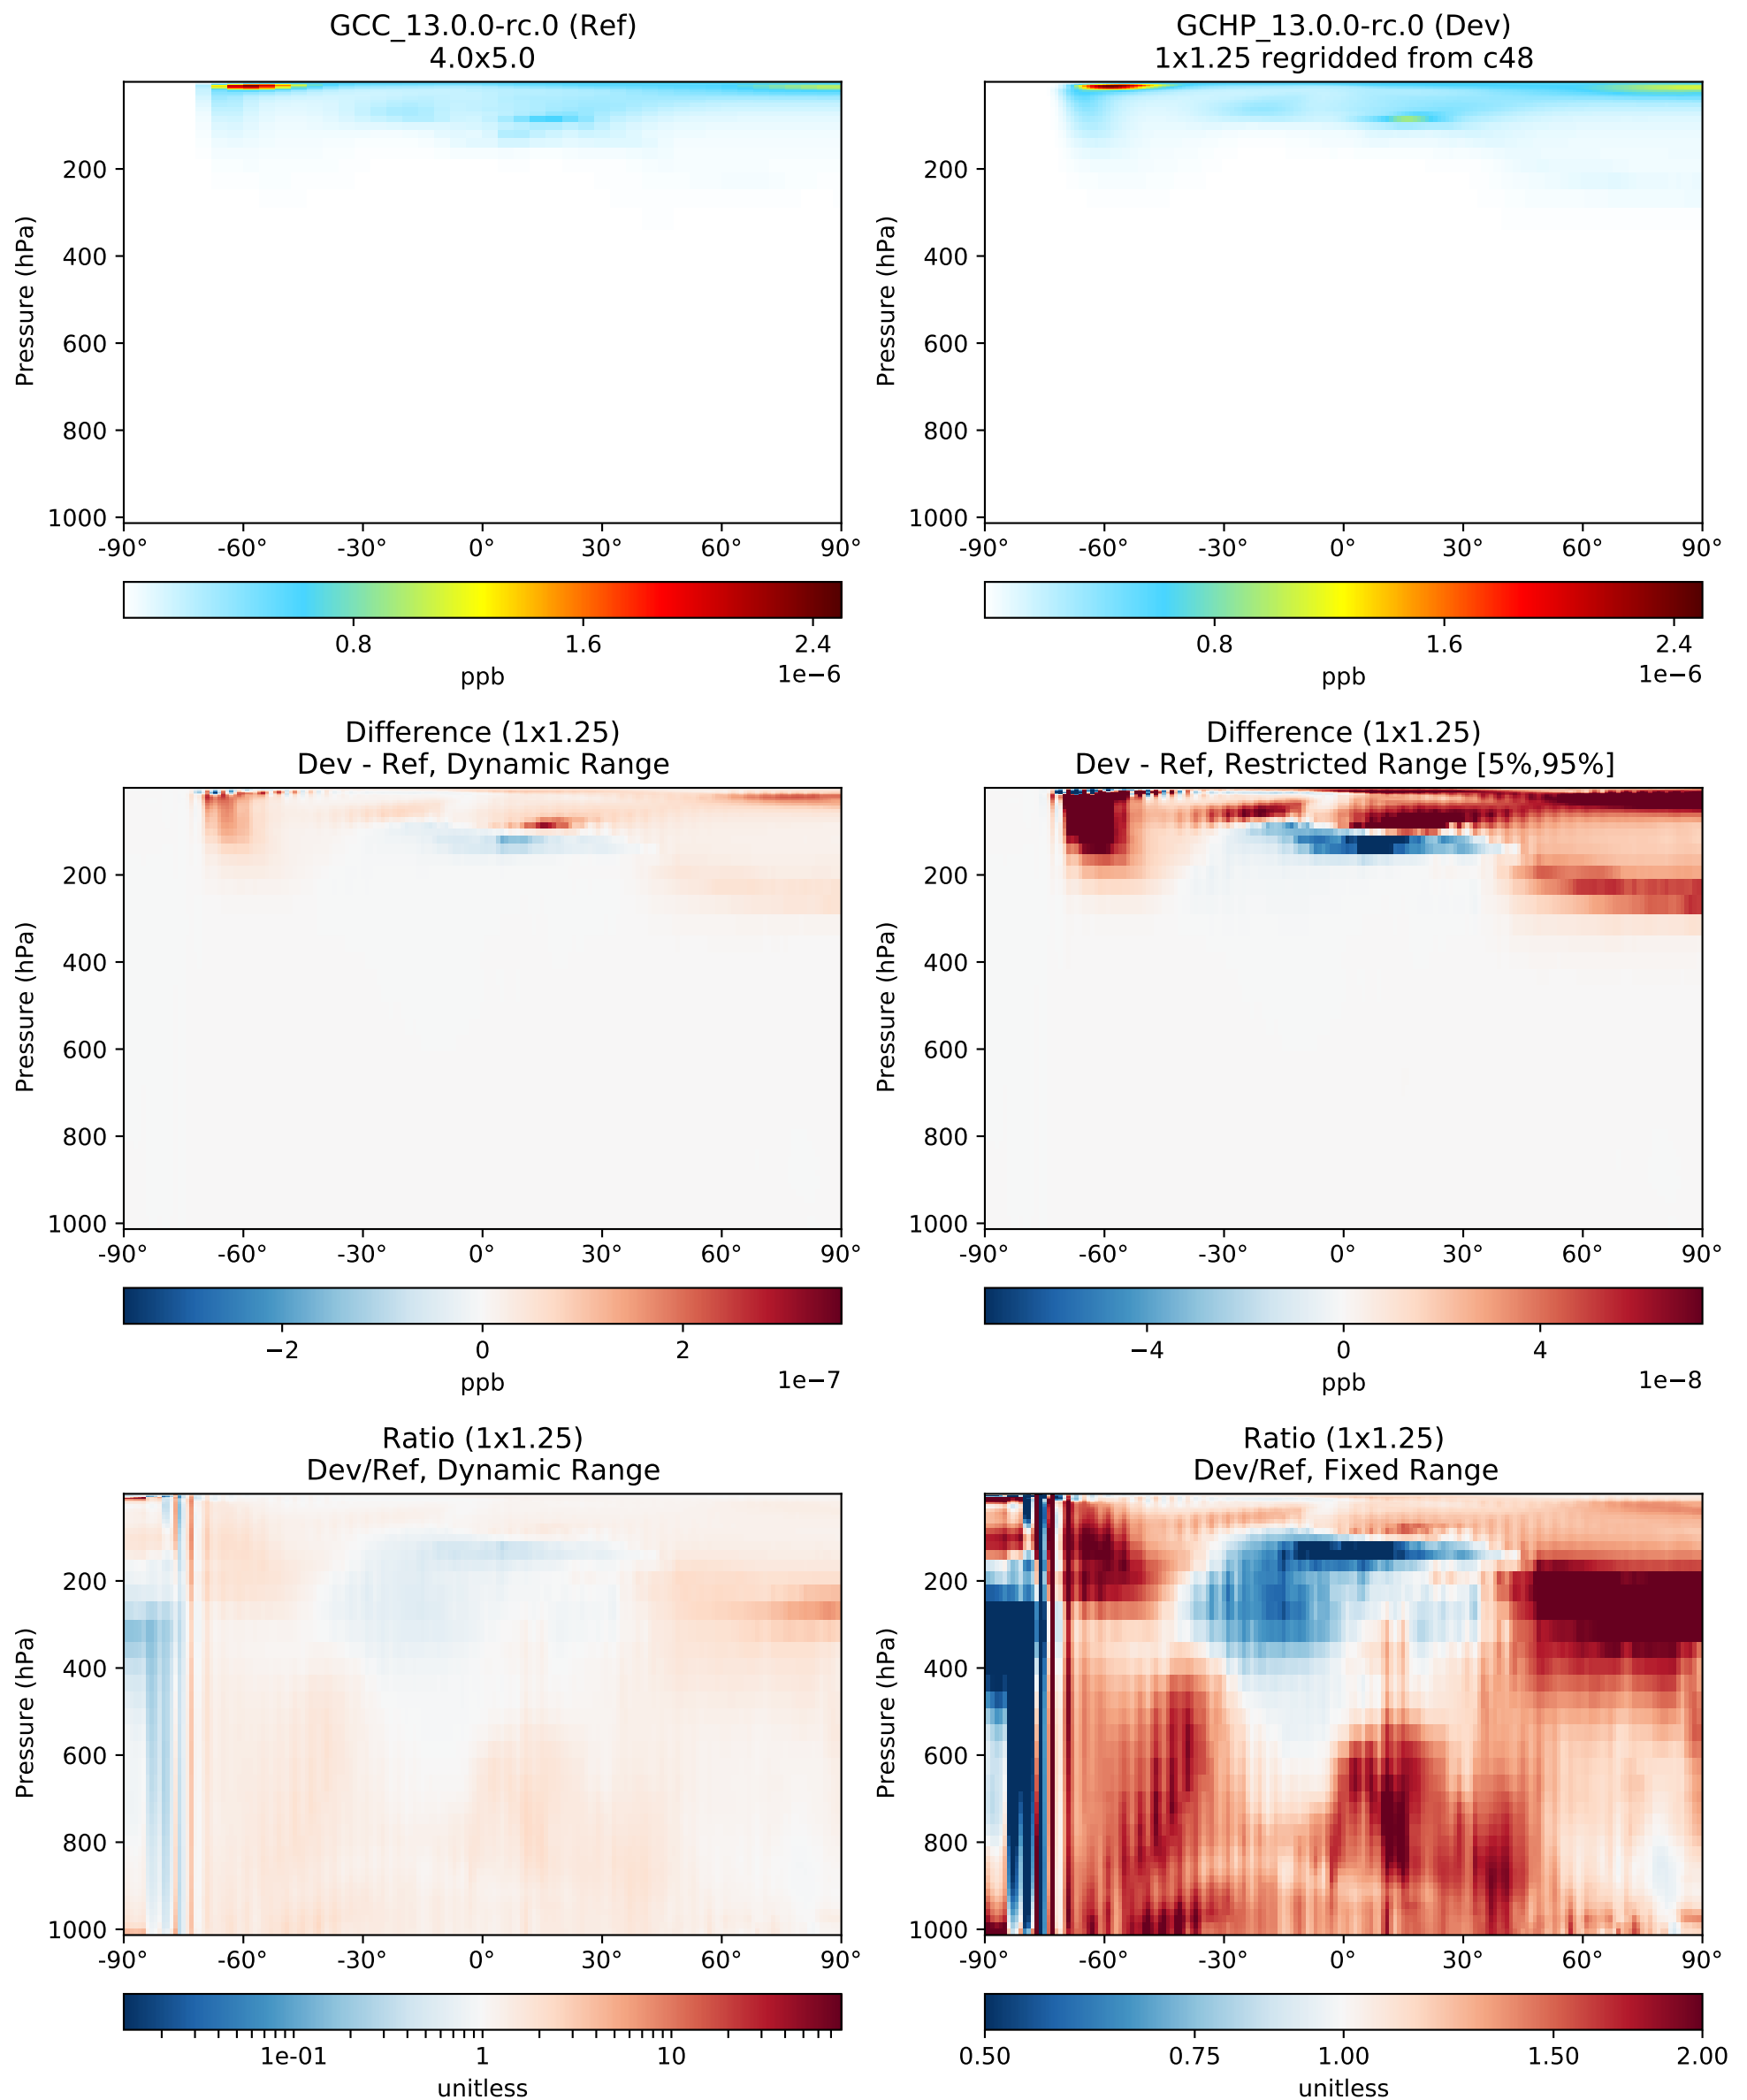 GCC_13.0.0-rc.0 (Ref)
4.0x5.0
Pressure (hPa)
200
400
600
800
1000
-90° -60° -30° 0° 30° 60° 90°
0.8 1.6 2.4
ppb
1e−6
GCHP_13.0.0-rc.0 (Dev)
1x1.25 regridded from c48
Pressure (hPa)
200
400
600
800
1000
-90° -60° -30° 0° 30° 60° 90°
0.8 1.6 2.4
ppb
1e−6
Difference (1x1.25)
Dev - Ref, Dynamic Range
Pressure (hPa)
200
400
600
800
1000
-90° -60° -30° 0° 30° 60° 90°
−2 0 2
ppb
1e−7
Difference (1x1.25)
Dev - Ref, Restricted Range [5%,95%]
Pressure (hPa)
200
400
600
800
1000
-90° -60° -30° 0° 30° 60° 90°
−4 0 4
ppb
1e−8
Ratio (1x1.25)
Dev/Ref, Dynamic Range
Pressure (hPa)
200
400
600
800
1000
-90° -60° -30° 0° 30° 60° 90°
1e-01 1 10
unitless
Ratio (1x1.25)
Dev/Ref, Fixed Range
Pressure (hPa)
200
400
600
800
1000
-90° -60° -30° 0° 30° 60° 90°
0.50 0.75 1.00 1.50 2.00
unitless